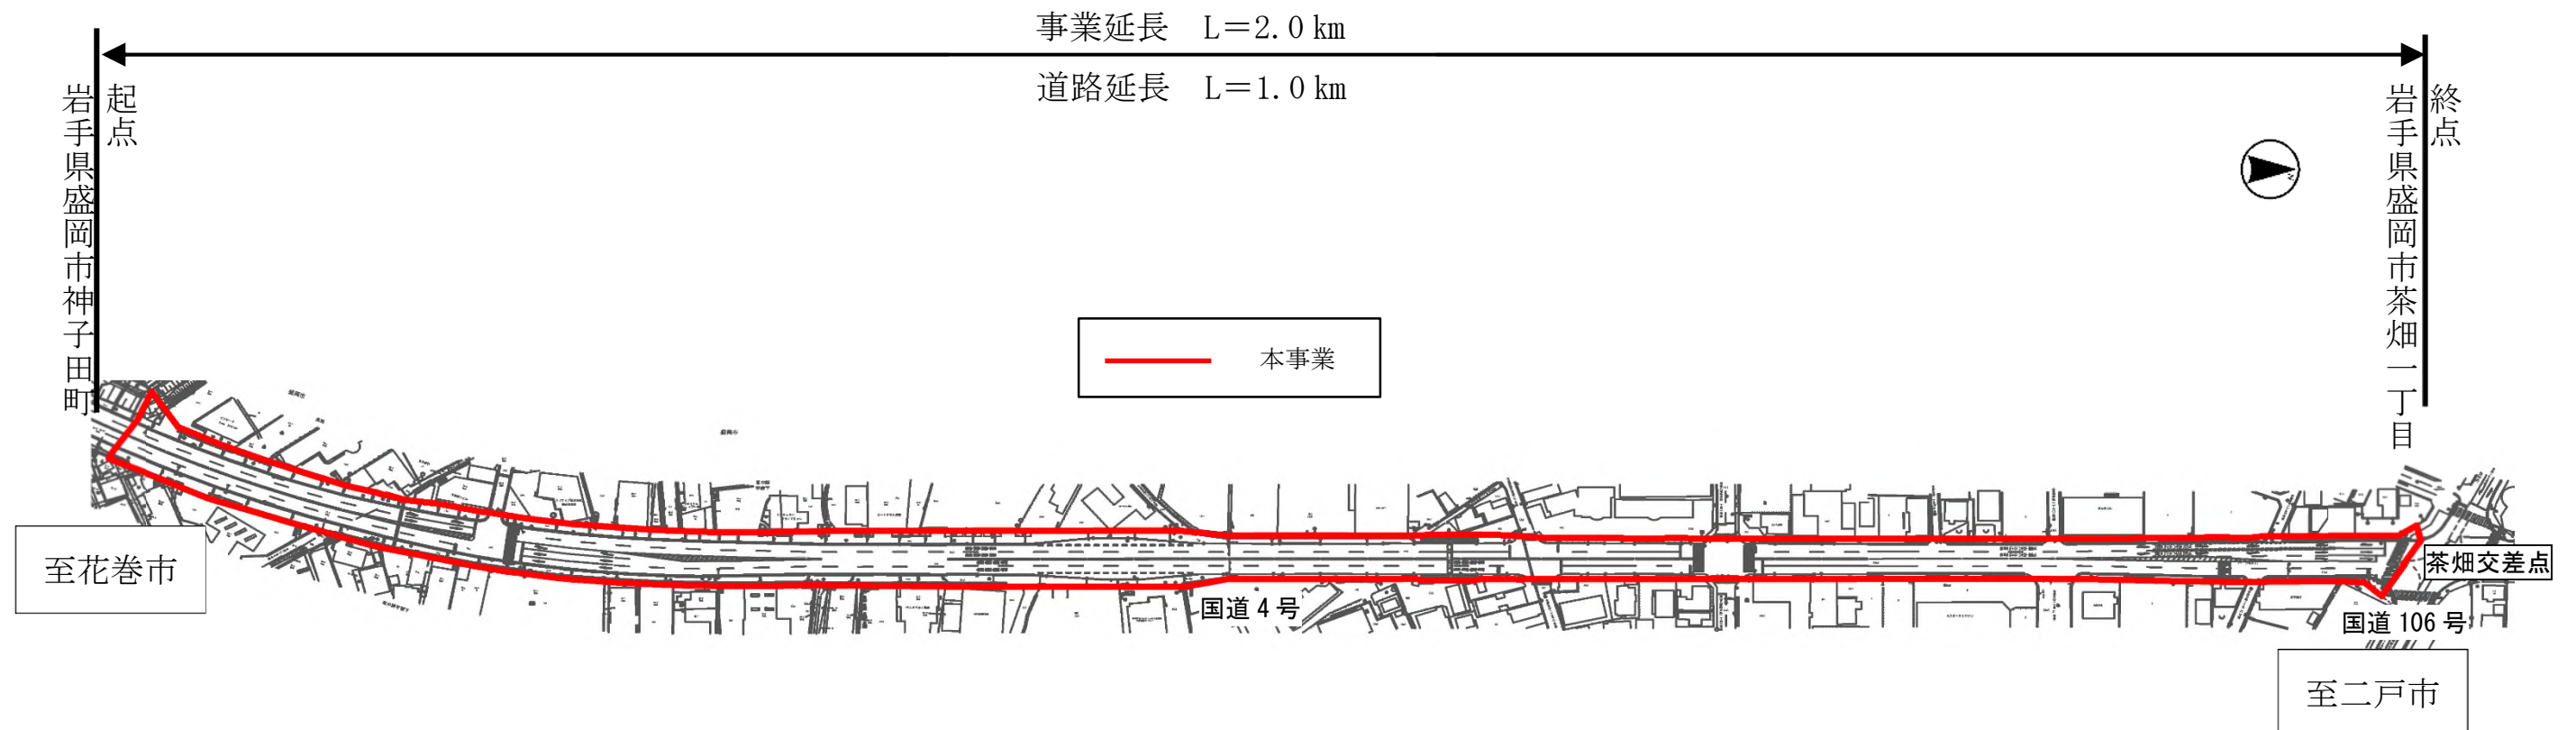 事業延長　L＝2.0㎞
道路延長　L＝1.0㎞
岩手県盛岡市神子田町
起点
岩手県盛岡市茶畑一丁目
終点
本事業
至花巻市
国道4号
茶畑交差点
国道106号
至二戸市